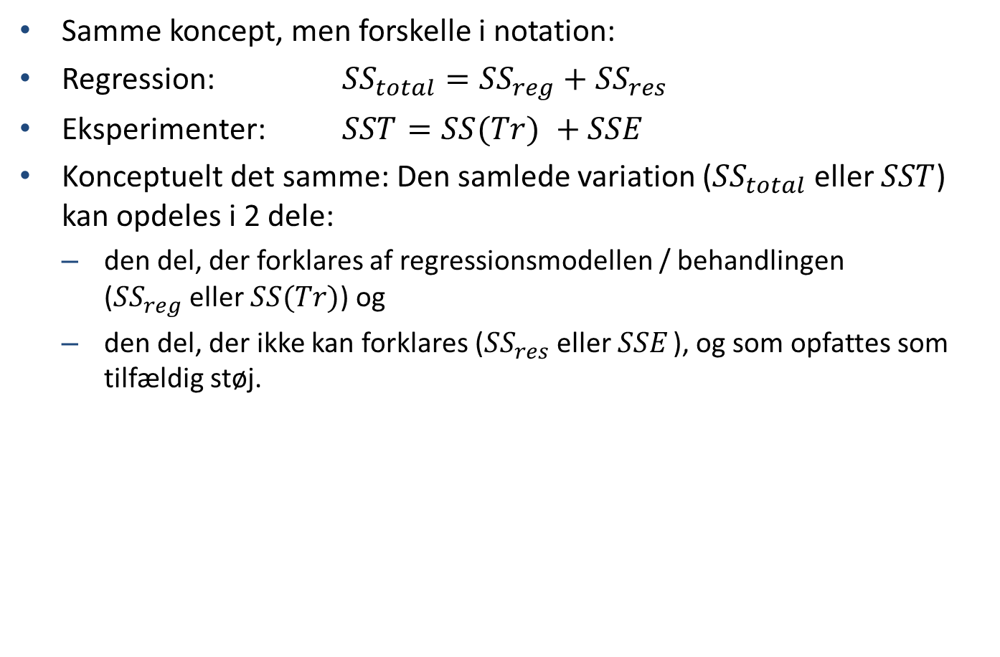 • Samme koncept, men forskelle i notation:
• Regression: $SS_{total} = SS_{reg} + SS_{res}$
• Eksperimenter: $SST = SS(Tr) + SSE$
• Konceptuelt det samme: Den samlede variation ($SS_{total}$ eller $SST$)
kan opdeles i 2 dele:
– den del, der forklares af regressionsmodellen / behandlingen
($SS_{reg}$ eller $SS(Tr)$) og
– den del, der ikke kan forklares ($SS_{res}$ eller $SSE$ ), og som opfattes som
tilfældig støj.